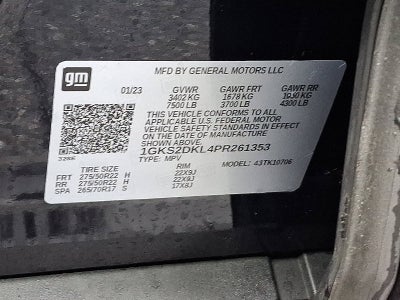 gm
MFD BY GENERAL MOTORS LLC
01/23 GVWR GAWR FRT GAWR RR
3402 KG 1678 KG 1950 KG
7500 LB 3700 LB 4300 LB
THIS VEHICLE CONFORMS TO ALL
APPLICABLE U.S. FEDERAL MOTOR
VEHICLE SAFETY STANDARDS IN EFFECT
ON THE DATE OF MANUFACTURE
SHOWN ABOVE.
1GKS2DKL4PR261353
TYPE: MPV MODEL: 43TK10706
TIRE SIZE RIM
FRT 275/50R22 H 22X9J
RR 275/50R22 H 22X9J
SPA 265/70R17 S 17X8J